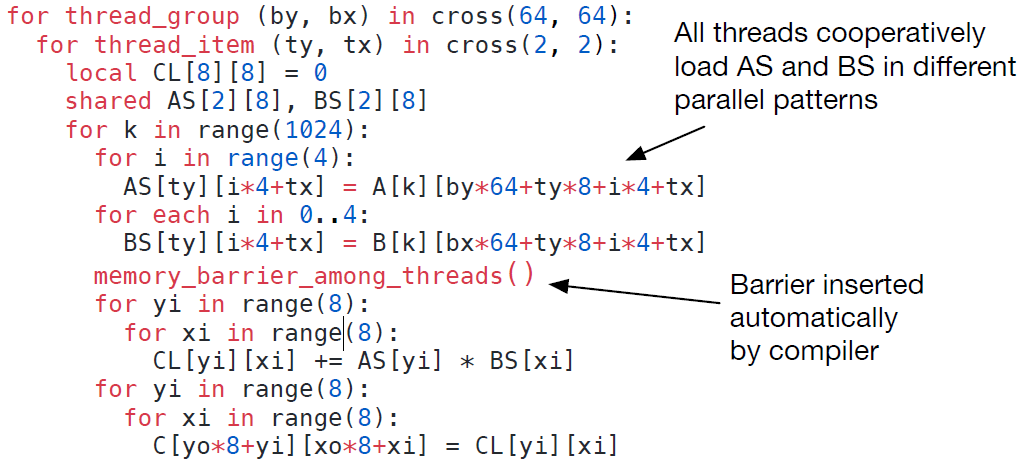 for thread_group (by, bx) in cross(64, 64):
  for thread_item (ty, tx) in cross(2, 2):
    local CL[8][8] = 0
    shared AS[2][8], BS[2][8]
    for k in range(1024):
      for i in range(4):
        AS[ty][i*4+tx] = A[k][by*64+ty*8+i*4+tx]
      for each i in 0..4:
        BS[ty][i*4+tx] = B[k][bx*64+ty*8+i*4+tx]
      memory_barrier_among_threads()
      for yi in range(8):
        for xi in range(8):
          CL[yi][xi] += AS[yi] * BS[xi]
      for yi in range(8):
        for xi in range(8):
          C[yo*8+yi][xo*8+xi] = CL[yi][xi]
All threads cooperatively
load AS and BS in different
parallel patterns
Barrier inserted
automatically
by compiler